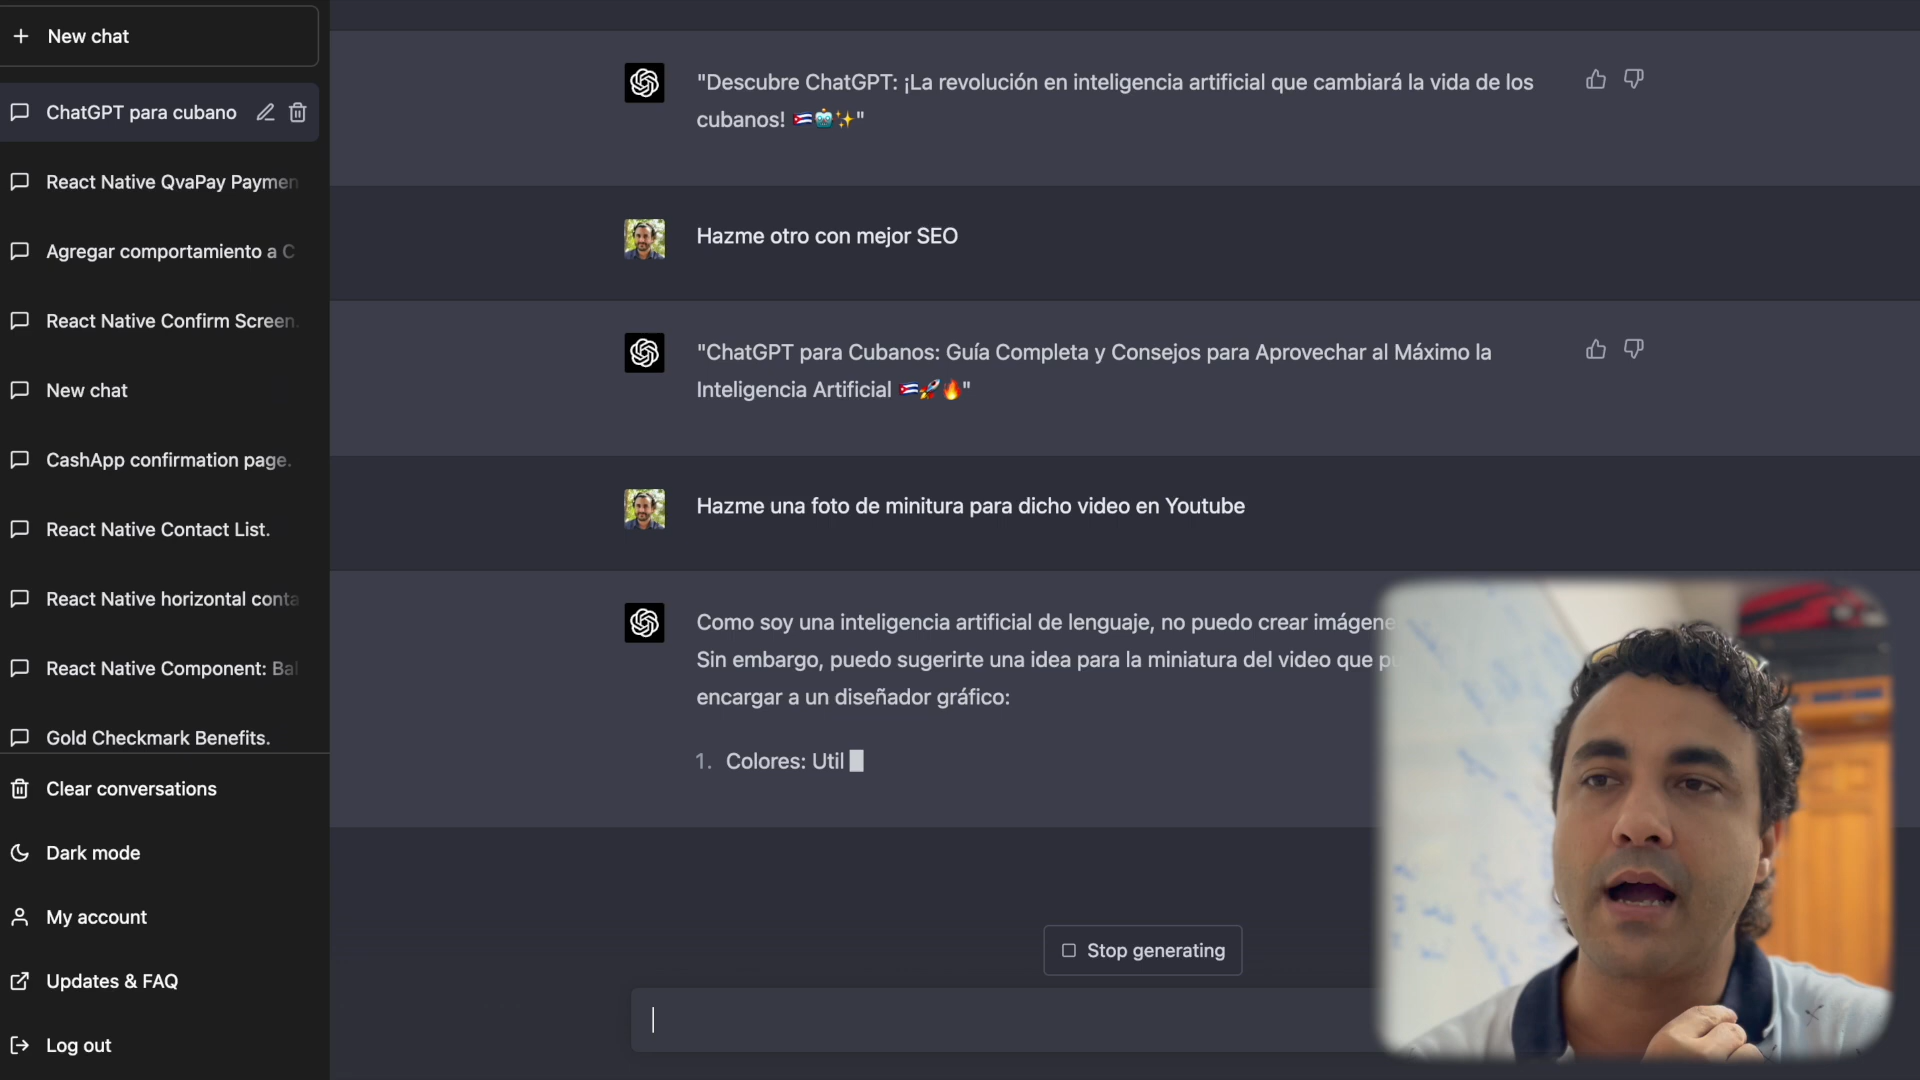 New chat
ChatGPT para cubano
React Native QvaPay Paymen
Agregar comportamiento a C
React Native Confirm Screen.
New chat
CashApp confirmation page.
React Native Contact List.
React Native horizontal conta
React Native Component: Bal
Gold Checkmark Benefits.
Clear conversations
Dark mode
My account
Updates & FAQ
Log out
"Descubre ChatGPT: ¡La revolución en inteligencia artificial que cambiará la vida de los
cubanos! 🇨🇺🤖✨"
Hazme otro con mejor SEO
"ChatGPT para Cubanos: Guía Completa y Consejos para Aprovechar al Máximo la
Inteligencia Artificial 🇨🇺🚀🔥"
Hazme una foto de minitura para dicho video en Youtube
Como soy una inteligencia artificial de lenguaje, no puedo crear imágene
Sin embargo, puedo sugerirte una idea para la miniatura del video que pu
encargar a un diseñador gráfico:
1. Colores: Util
Stop generating